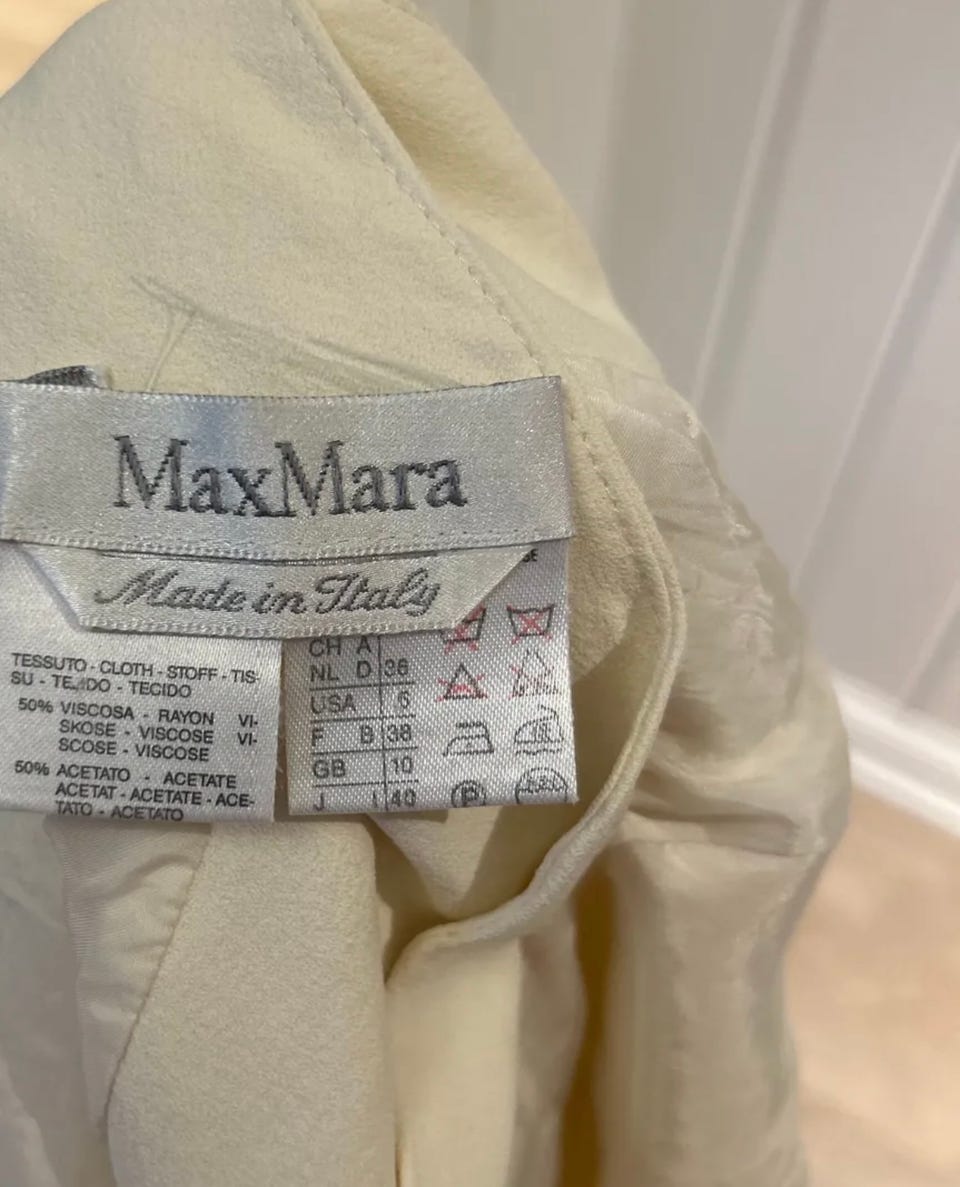 MaxMara
Made in Italy
TESSUTO - CLOTH - STOFF - TIS-
SU - TEJIDO - TECIDO
50% VISCOSA - RAYON VI-
SKOSE - VISCOSE VI-
SCOSE - VISCOSE
50% ACETATO - ACETATE
ACETAT - ACETATE - ACE-
TATO - ACETATO
SE
CH A
NL D 36
USA 6
F B 38
GB 10
J I 40
P